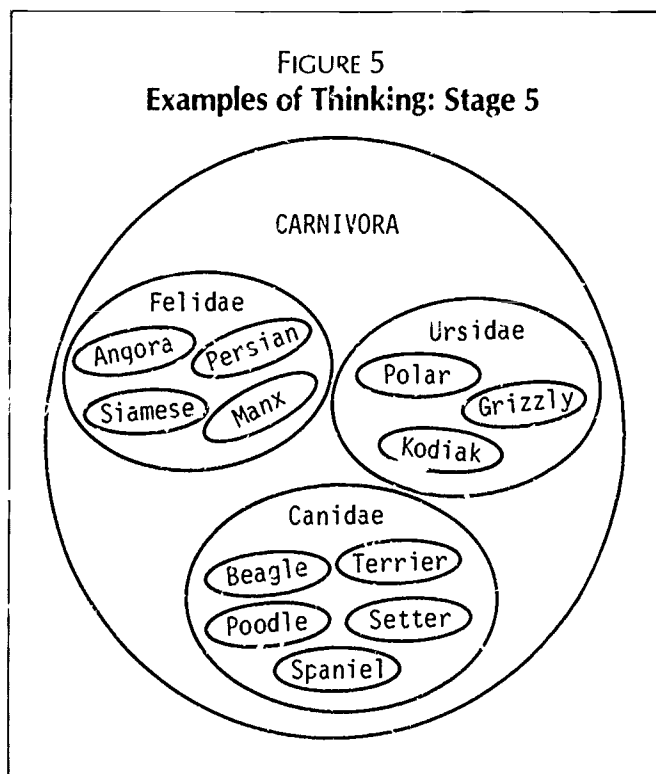 FIGURE 5
Examples of Thinking: Stage 5
CARNIVORA
Felidae
Angora
Persian
Siamese
Manx
Ursidae
Polar
Grizzly
Kodiak
Canidae
Beagle
Terrier
Poodle
Setter
Spaniel